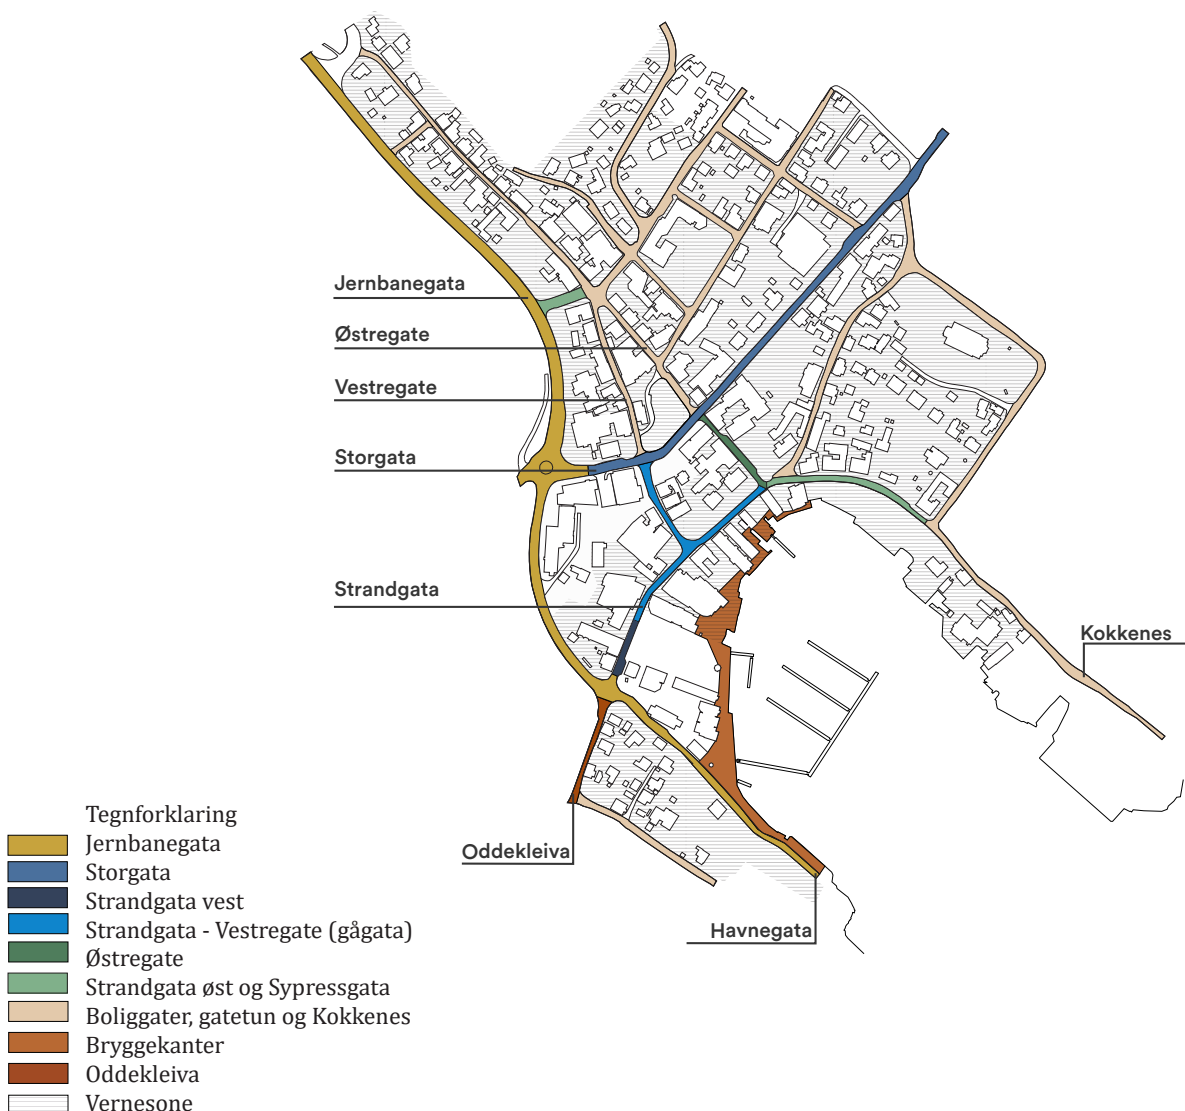 Jernbanegata
Østregate
Vestregate
Storgata
Strandgata
Kokkenes
Oddekleiva
Havnegata
Tegnforklaring
Jernbanegata
Storgata
Strandgata vest
Strandgata - Vestregate (gågata)
Østregate
Strandgata øst og Sypressgata
Boliggater, gatetun og Kokkenes
Bryggekanter
Oddekleiva
Vernesone